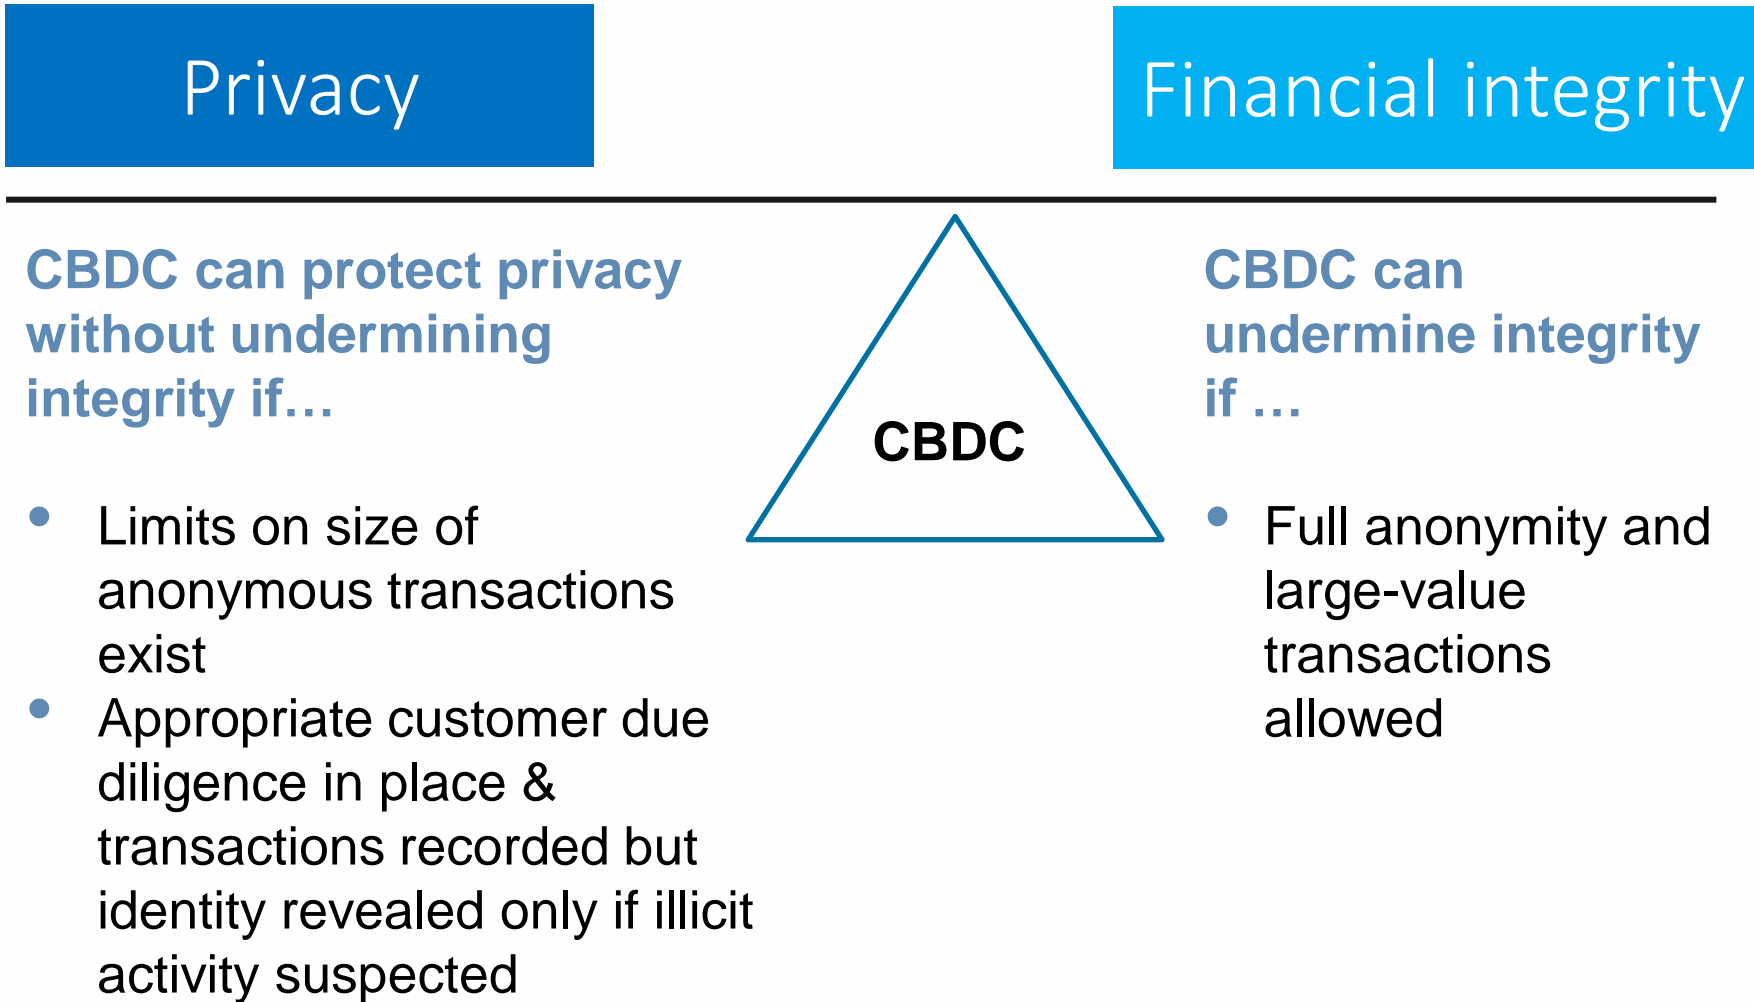 Privacy
Financial integrity
CBDC can protect privacy
without undermining
integrity if…
• Limits on size of
anonymous transactions
exist
• Appropriate customer due
diligence in place &
transactions recorded but
identity revealed only if illicit
activity suspected
CBDC
CBDC can
undermine integrity
if …
• Full anonymity and
large-value
transactions
allowed